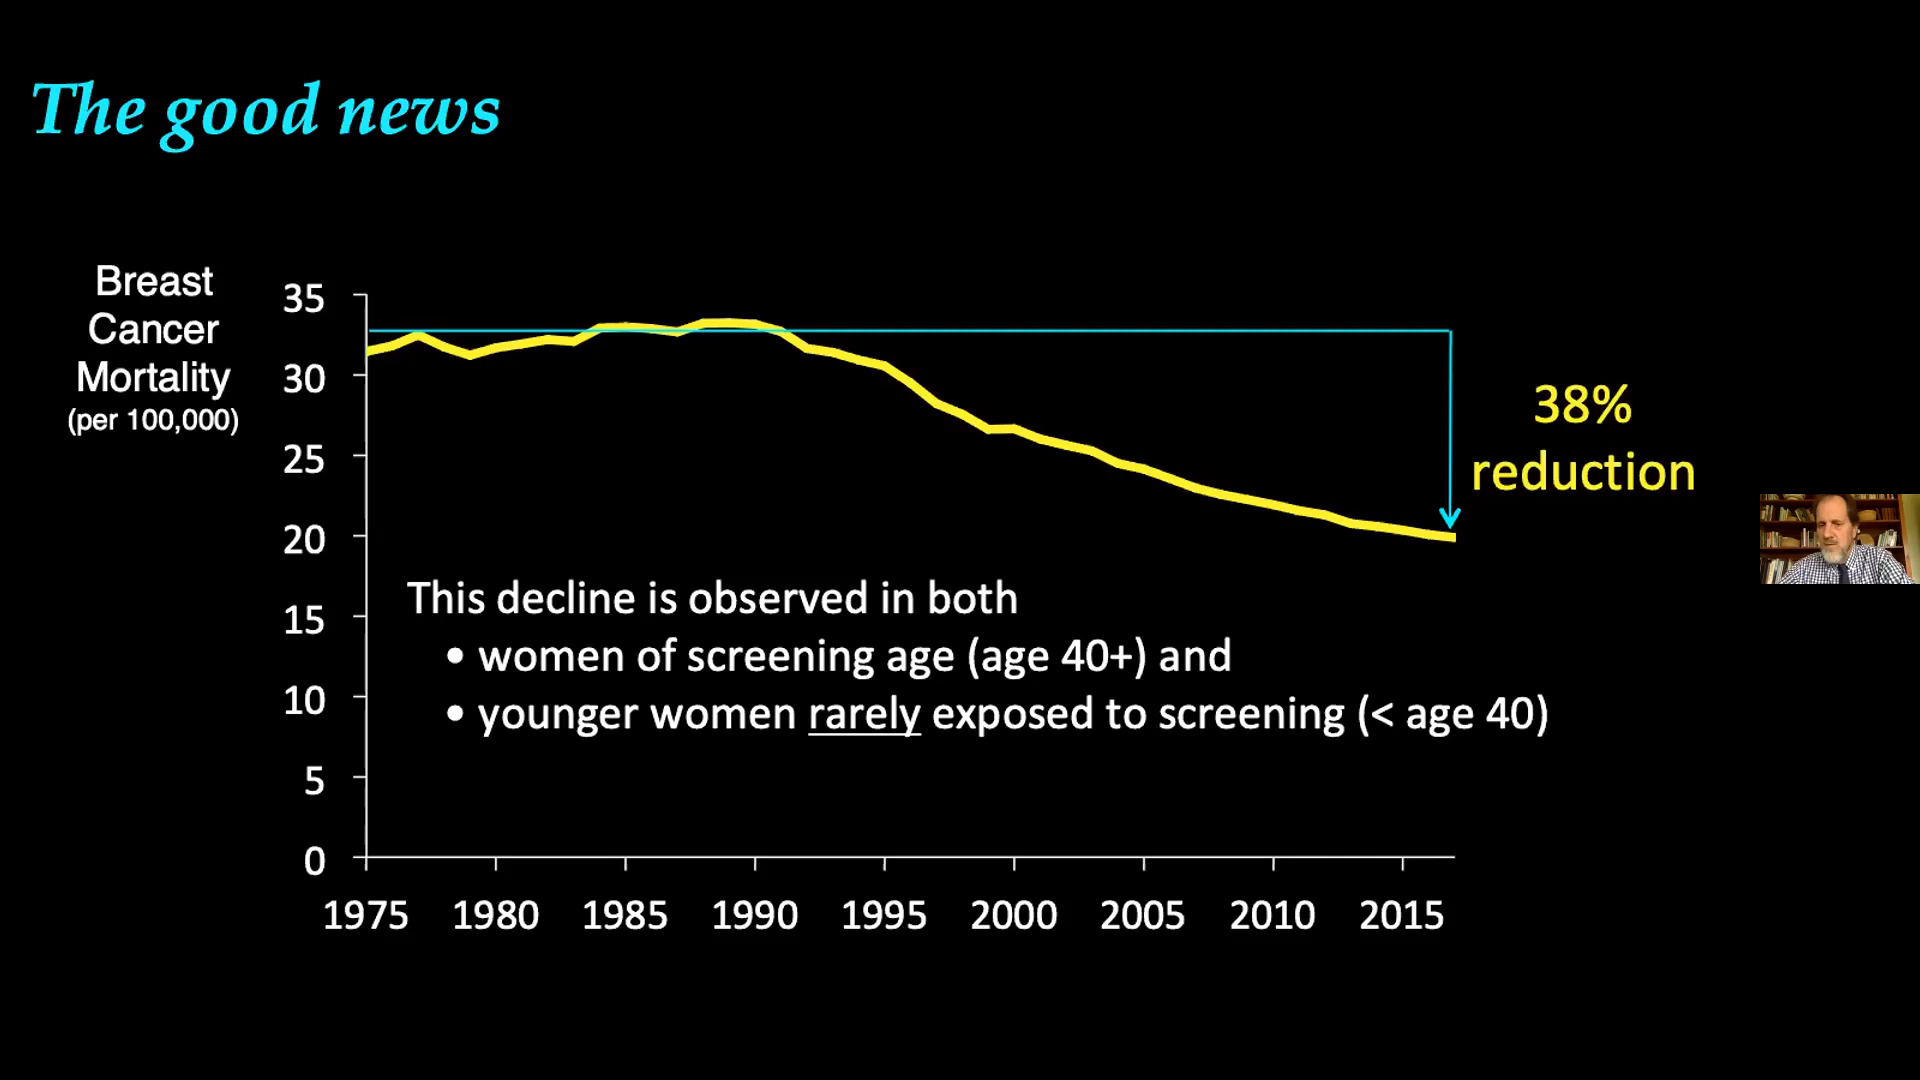 The good news
Breast
Cancer
Mortality
(per 100,000)
35
30
25
20
15
10
5
0
38%
reduction
This decline is observed in both
• women of screening age (age 40+) and
• younger women rarely exposed to screening (< age 40)
1975 1980 1985 1990 1995 2000 2005 2010 2015